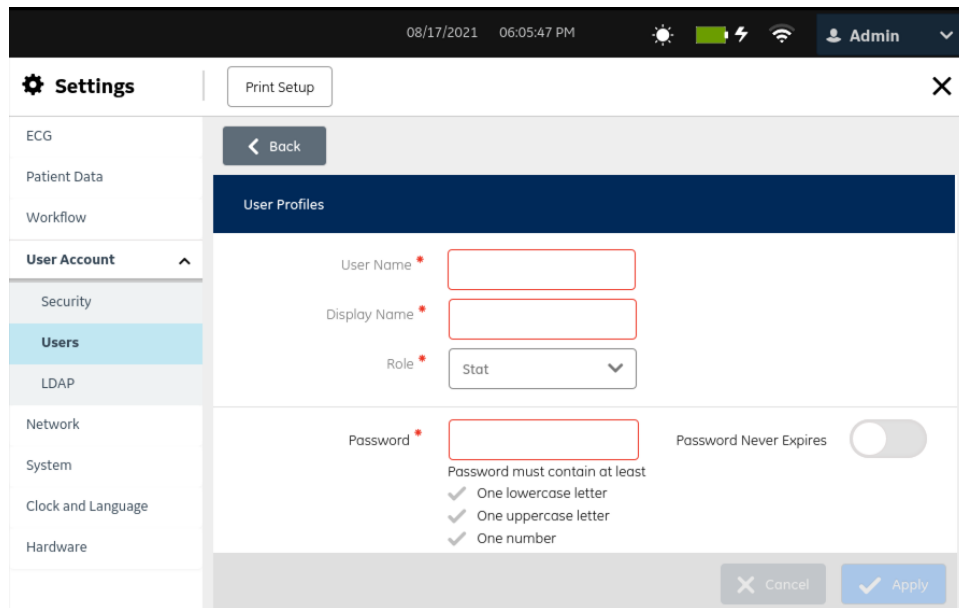 08/17/2021 06:05:47 PM Admin
Settings
Print Setup
ECG
Patient Data
Workflow
User Account
Security
Users
LDAP
Network
System
Clock and Language
Hardware
Back
User Profiles
User Name *
Display Name *
Role *
Stat
Password *
Password Never Expires
Password must contain at least
One lowercase letter
One uppercase letter
One number
Cancel
Apply